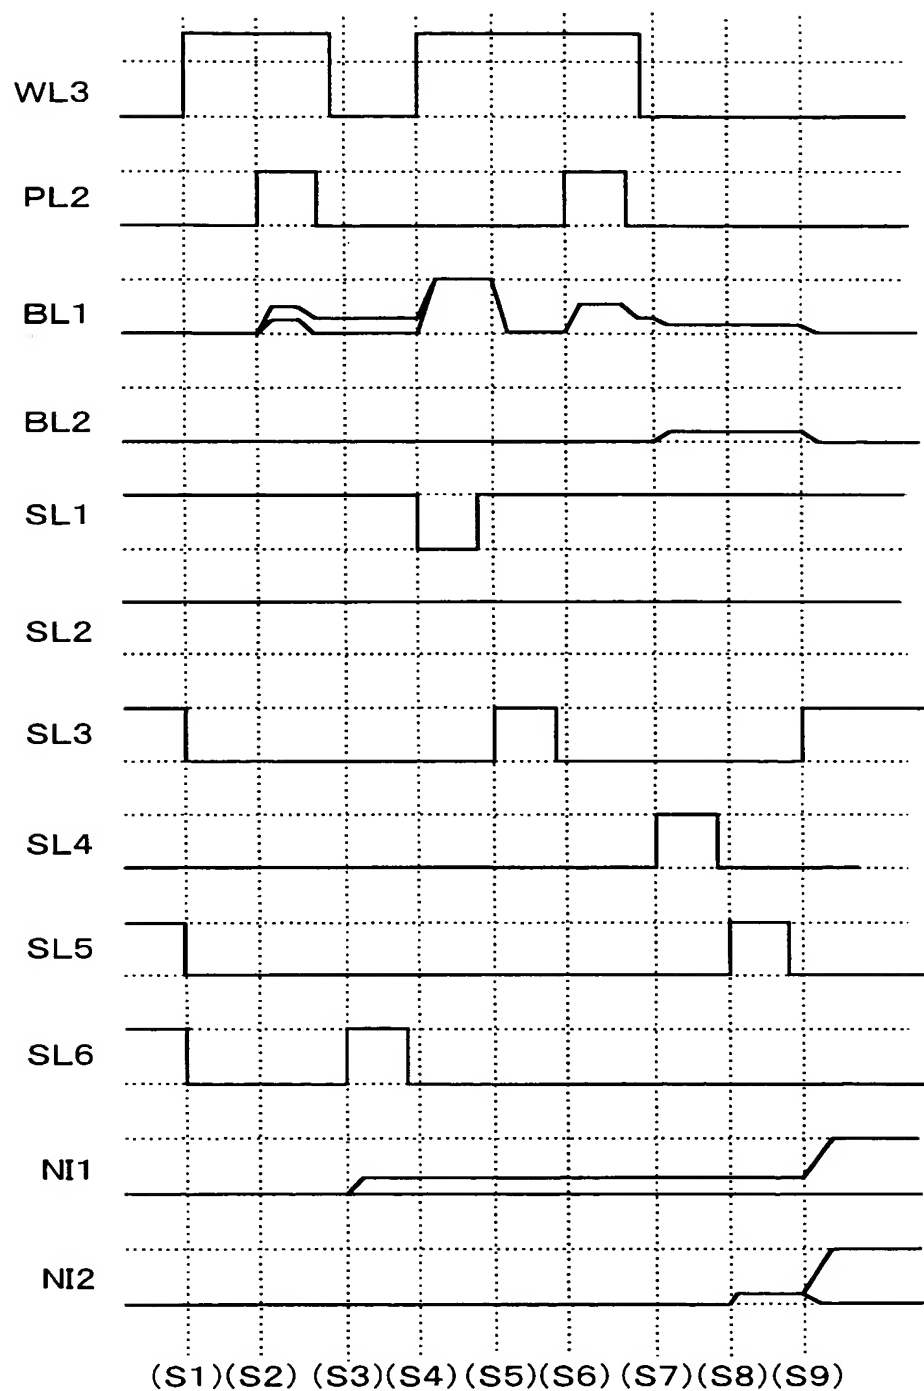 WL3
PL2
BL1
BL2
SL1
SL2
SL3
SL4
SL5
SL6
NI1
NI2
(S1)(S2) (S3)(S4) (S5)(S6) (S7)(S8)(S9)